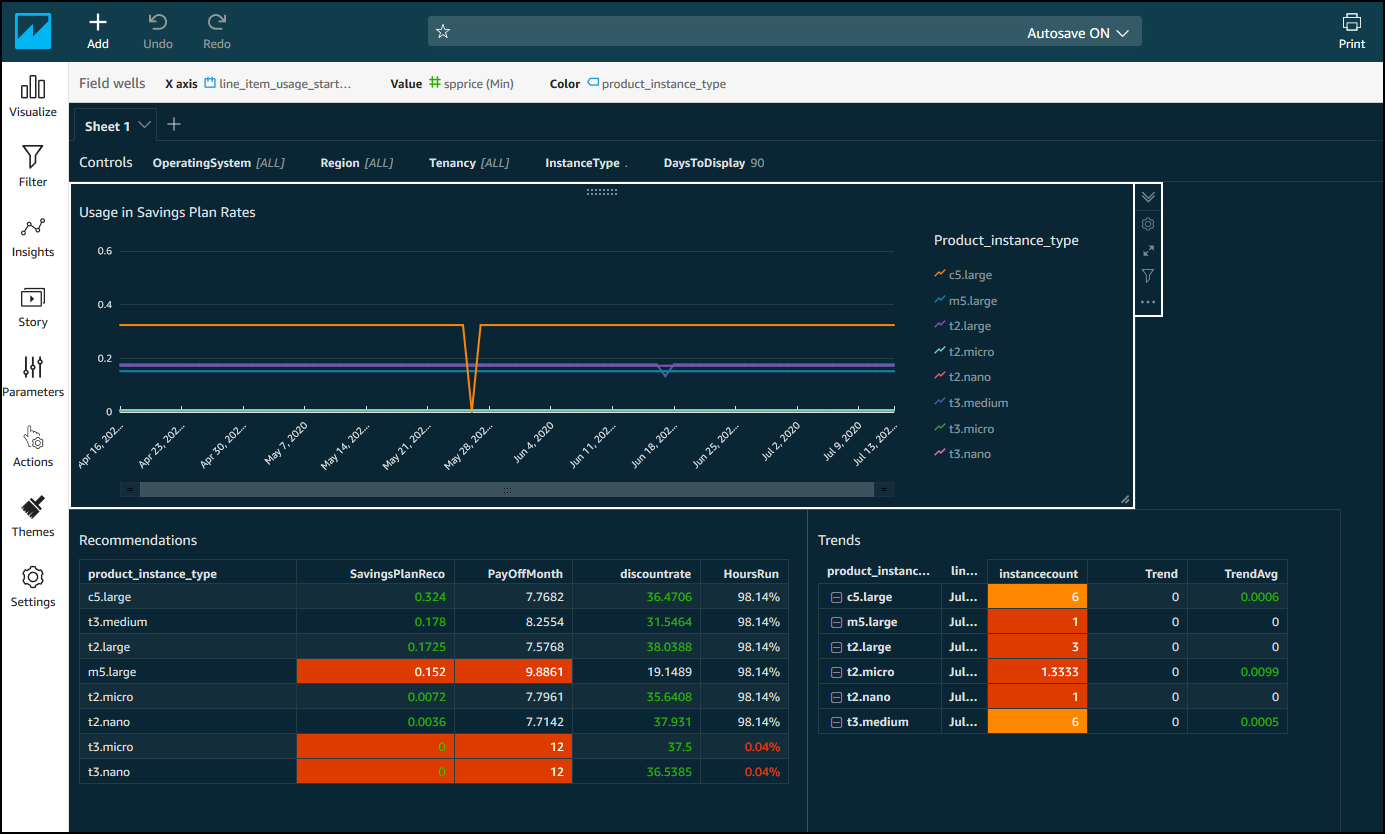 Add
Undo
Redo
Autosave ON
Print
Field wells X axis line_item_usage_start... Value spprice (Min) Color product_instance_type
Visualize
Filter
Insights
Story
Parameters
Actions
Themes
Settings
Sheet 1
Controls OperatingSystem [ALL] Region [ALL] Tenancy [ALL] InstanceType . DaysToDisplay 90
Usage in Savings Plan Rates
0.6
0.4
0.2
0
Apr 16, 202...
Apr 23, 202...
Apr 30, 202...
May 7, 2020
May 14, 202...
May 21, 202...
May 28, 202...
Jun 4, 2020
Jun 11, 202...
Jun 18, 202...
Jun 25, 202...
Jul 2, 2020
Jul 9, 2020
Jul 13, 202...
Product_instance_type
c5.large
m5.large
t2.large
t2.micro
t2.nano
t3.medium
t3.micro
t3.nano
Recommendations
product_instance_type SavingsPlanReco PayOffMonth discountrate HoursRun
c5.large 0.324 7.7682 36.4706 98.14%
t3.medium 0.178 8.2554 31.5464 98.14%
t2.large 0.1725 7.5768 38.0388 98.14%
m5.large 0.152 9.8861 19.1489 98.14%
t2.micro 0.0072 7.7961 35.6408 98.14%
t2.nano 0.0036 7.7142 37.931 98.14%
t3.micro 0 12 37.5 0.04%
t3.nano 0 12 36.5385 0.04%
Trends
product_instanc... lin... instancecount Trend TrendAvg
c5.large Jul... 6 0 0.0006
m5.large Jul... 1 0 0
t2.large Jul... 3 0 0
t2.micro Jul... 1.3333 0 0.0099
t2.nano Jul... 1 0 0
t3.medium Jul... 6 0 0.0005